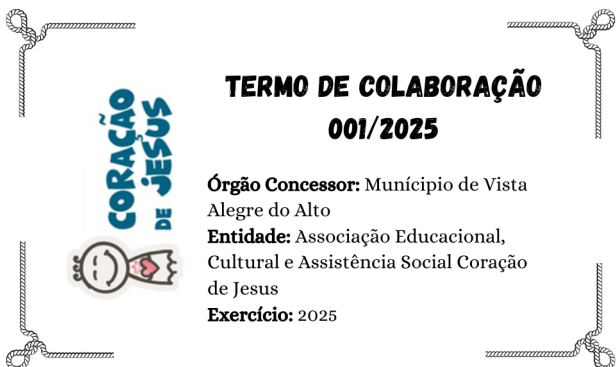 CORAÇÃO
DE JESUS
TERMO DE COLABORAÇÃO
001/2025
Órgão Concessor: Munícipio de Vista
Alegre do Alto
Entidade: Associação Educacional,
Cultural e Assistência Social Coração
de Jesus
Exercício: 2025